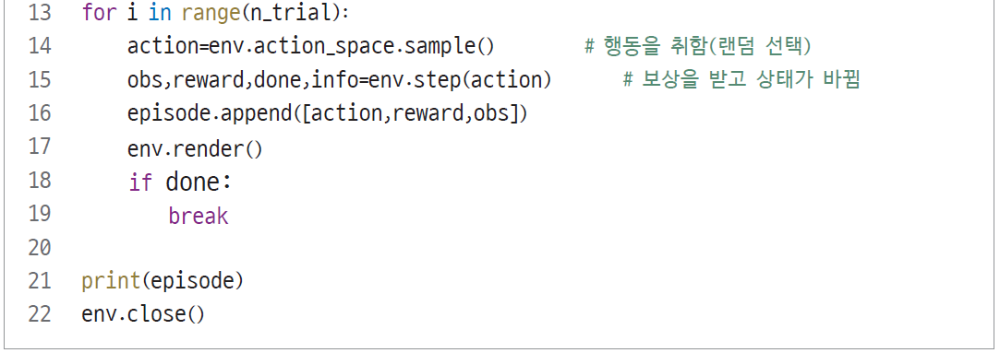 13 for i in range(n_trial):
14 action=env.action_space.sample() # 행동을 취함(랜덤 선택)
15 obs,reward,done,info=env.step(action) # 보상을 받고 상태가 바뀜
16 episode.append([action,reward,obs])
17 env.render()
18 if done:
19 break
20
21 print(episode)
22 env.close()